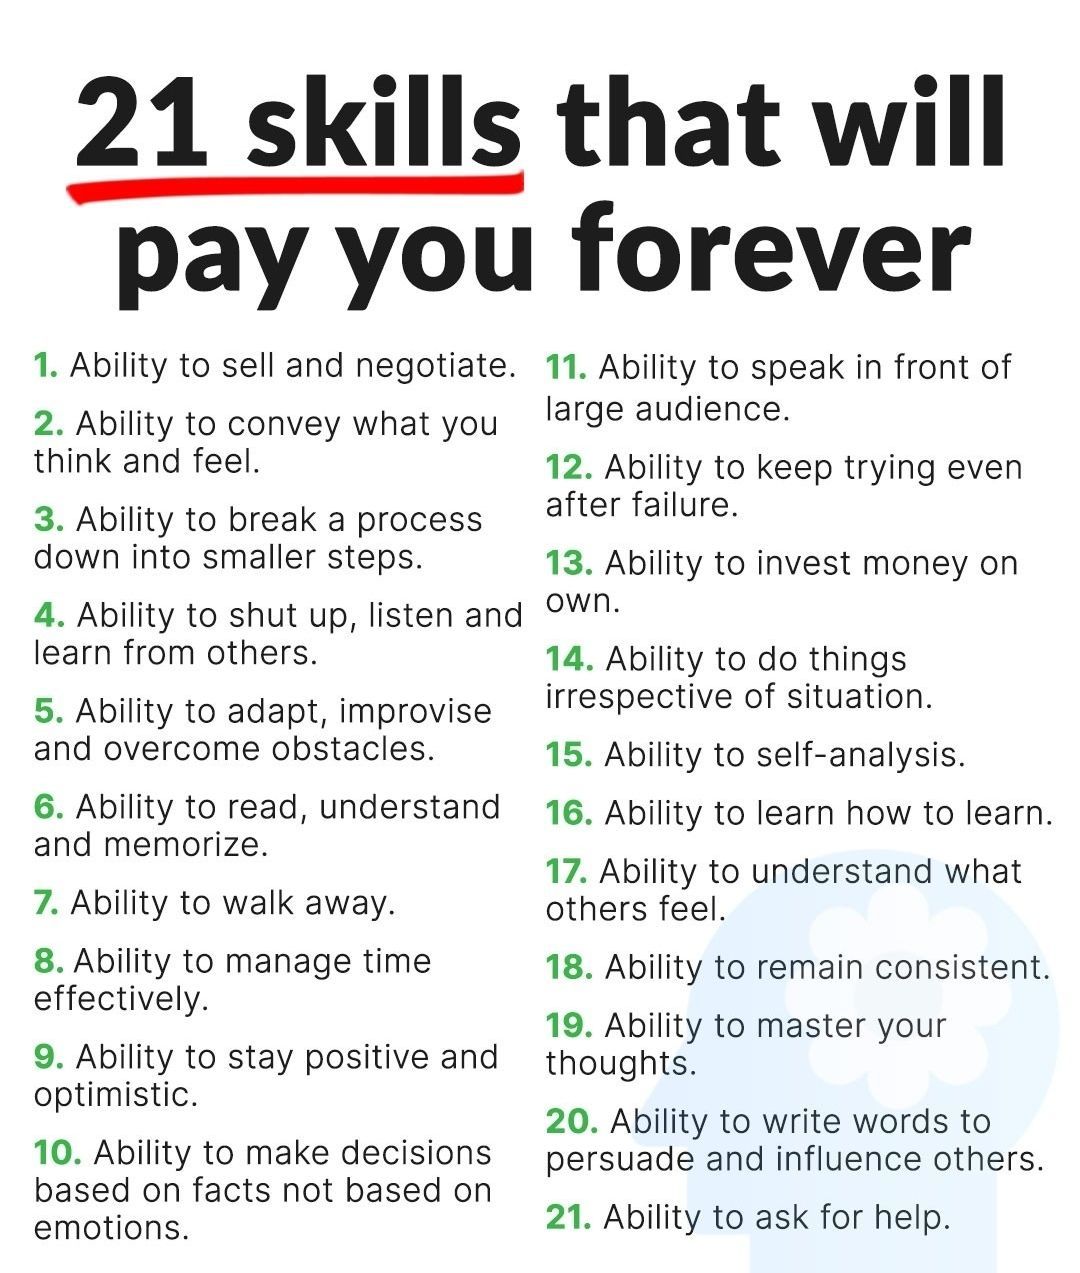 21 skills that will
pay you forever
1. Ability to sell and negotiate.
2. Ability to convey what you
think and feel.
3. Ability to break a process
down into smaller steps.
4. Ability to shut up, listen and
learn from others.
5. Ability to adapt, improvise
and overcome obstacles.
6. Ability to read, understand
and memorize.
7. Ability to walk away.
8. Ability to manage time
effectively.
9. Ability to stay positive and
optimistic.
10. Ability to make decisions
based on facts not based on
emotions.
11. Ability to speak in front of
large audience.
12. Ability to keep trying even
after failure.
13. Ability to invest money on
own.
14. Ability to do things
irrespective of situation.
15. Ability to self-analysis.
16. Ability to learn how to learn.
17. Ability to understand what
others feel.
18. Ability to remain consistent.
19. Ability to master your
thoughts.
20. Ability to write words to
persuade and influence others.
21. Ability to ask for help.